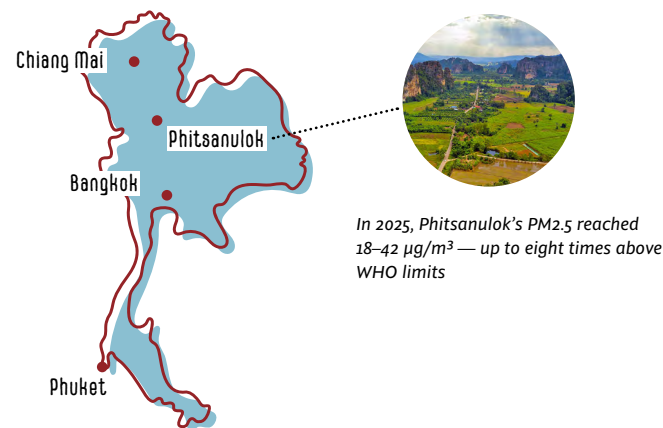 Chiang Mai
Phitsanulok
Bangkok
In 2025, Phitsanulok's PM2.5 reached
18–42 µg/m³ — up to eight times above
WHO limits
Phuket